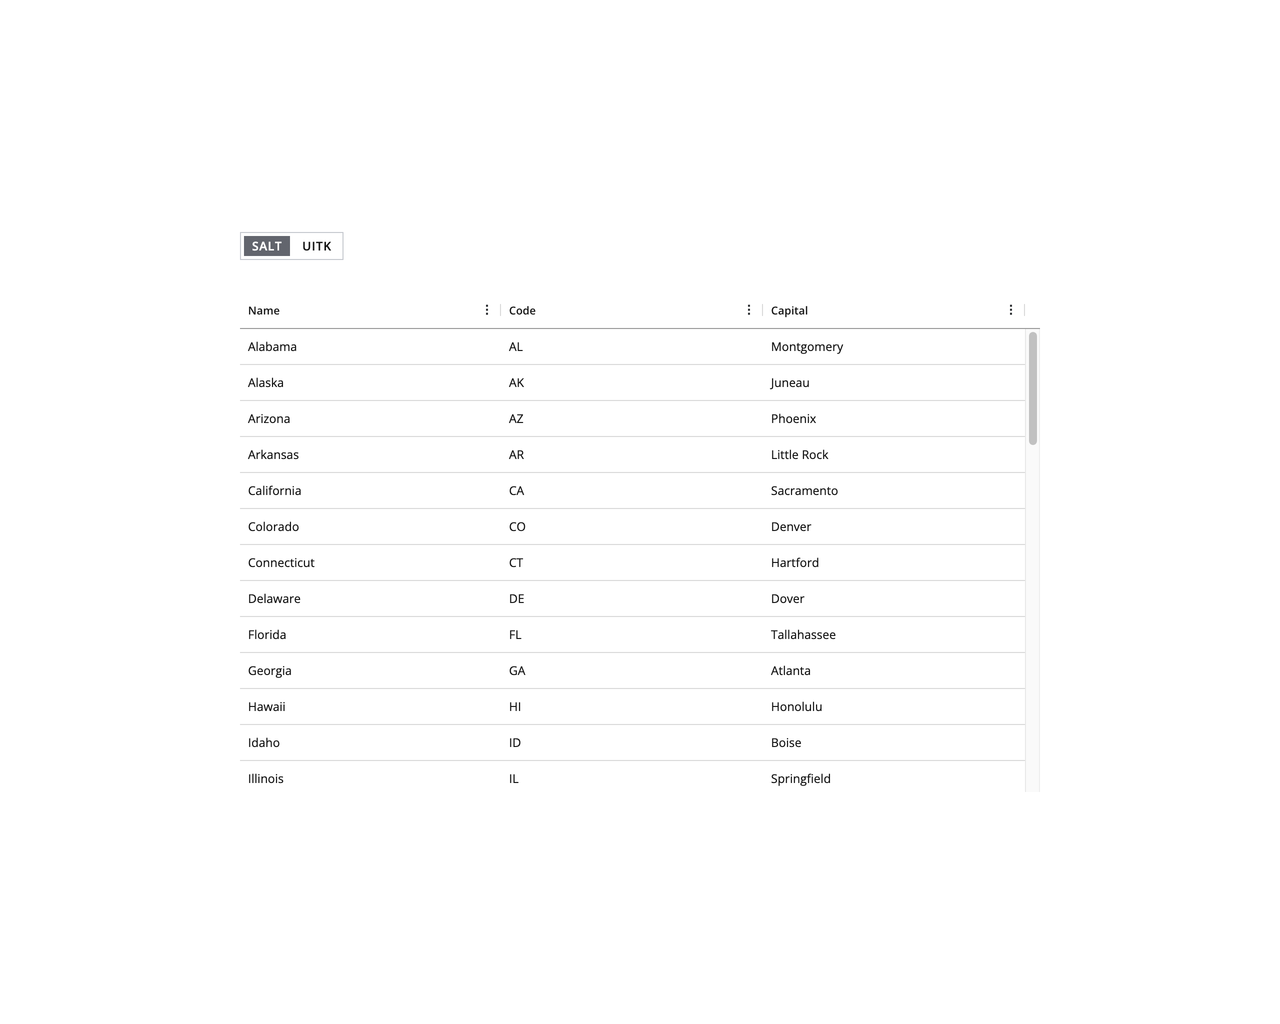 SALT UITK
Name Code Capital
Alabama AL Montgomery
Alaska AK Juneau
Arizona AZ Phoenix
Arkansas AR Little Rock
California CA Sacramento
Colorado CO Denver
Connecticut CT Hartford
Delaware DE Dover
Florida FL Tallahassee
Georgia GA Atlanta
Hawaii HI Honolulu
Idaho ID Boise
Illinois IL Springfield